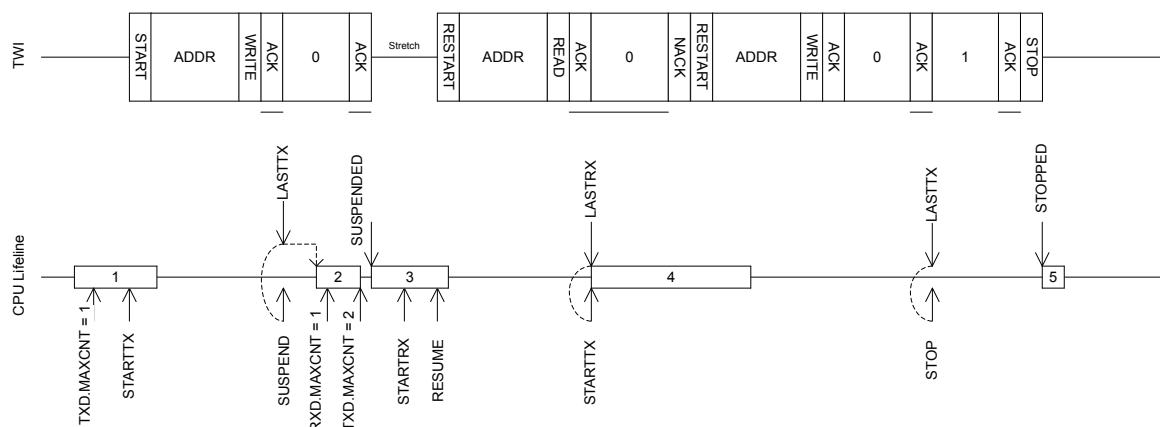 TWI
START
ADDR
WRITE
ACK
0
ACK
Stretch
RESTART
ADDR
READ
ACK
0
NACK
RESTART
ADDR
WRITE
ACK
0
ACK
1
ACK
STOP
CPU Lifeline
LASTTX
SUSPENDED
LASTRX
LASTTX
STOPPED
1
2
3
4
5
TXD.MAXCNT = 1
STARTTX
SUSPEND
RXD.MAXCNT = 1
TXD.MAXCNT = 2
STARTRX
RESUME
STARTTX
STOP